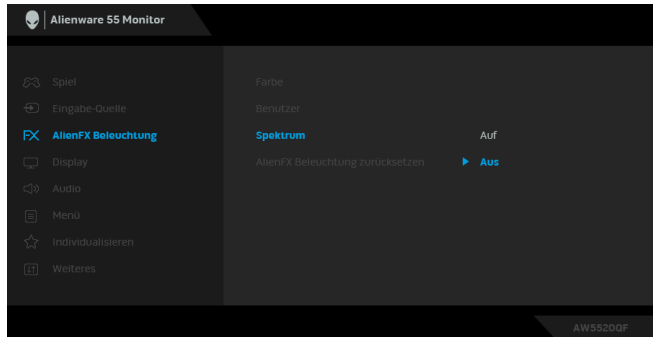 Alienware 55 Monitor
Spiel
Farbe
Eingabe-Quelle
Benutzer
FX AlienFX Beleuchtung
Spektrum
Auf
Display
AlienFX Beleuchtung zurücksetzen
Aus
Audio
Menü
Individualisieren
Weiteres
AW5520QF